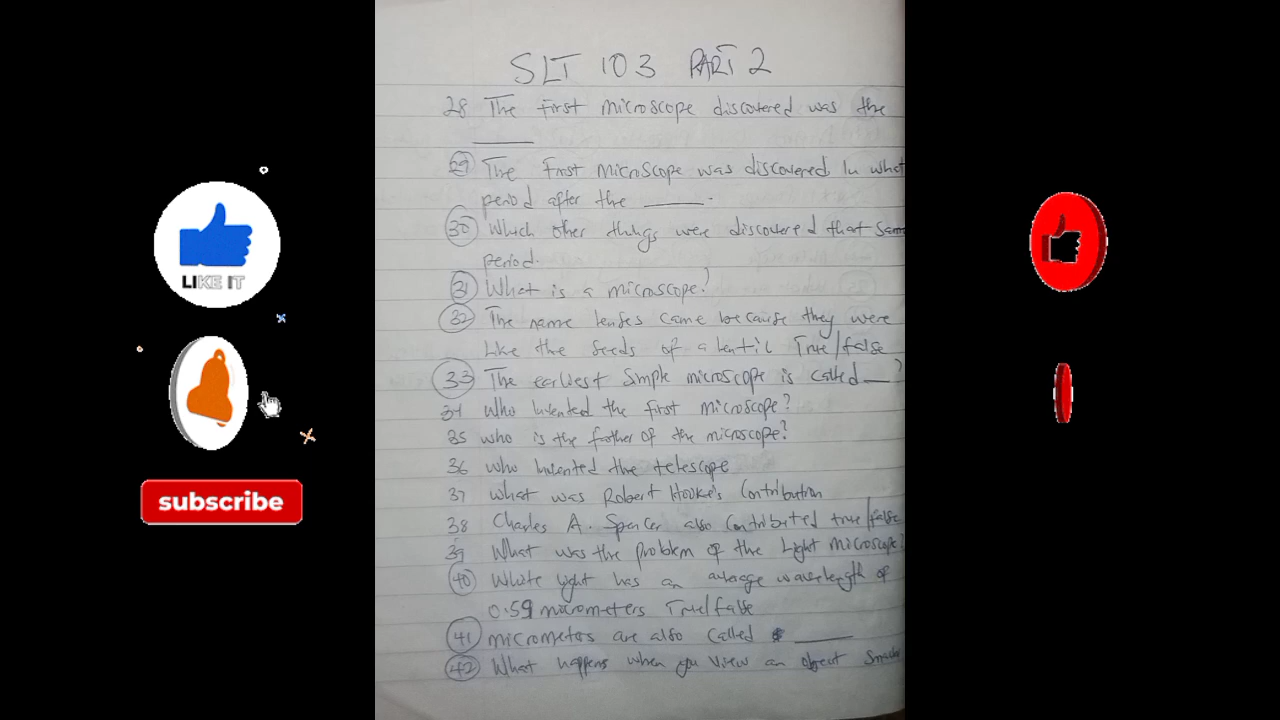 SLT 103 PART 2
28 The first microscope discovered was the
____
29 The First Microscope was discovered in what
period after the ____.
30 Which other things were discovered that same
period.
31 What is a microscope?
32 The name lenses came because they were
Like the seeds of a lentil True/false
33 The earliest Simple microscope is called __?
34 Who Invented the first microscope?
35 who is the father of the microscope?
36 who Invented the telescope
37 What was Robert Hooke's Contribution
38 Charles A. Spencer also contributed true/false
39 What was the problem of the Light Microscope?
40 White light has an average wavelength of
0.59 micrometers True/false
41 micrometers are also called ____
42 What happens when you View an object Smaller
LIKE IT
subscribe